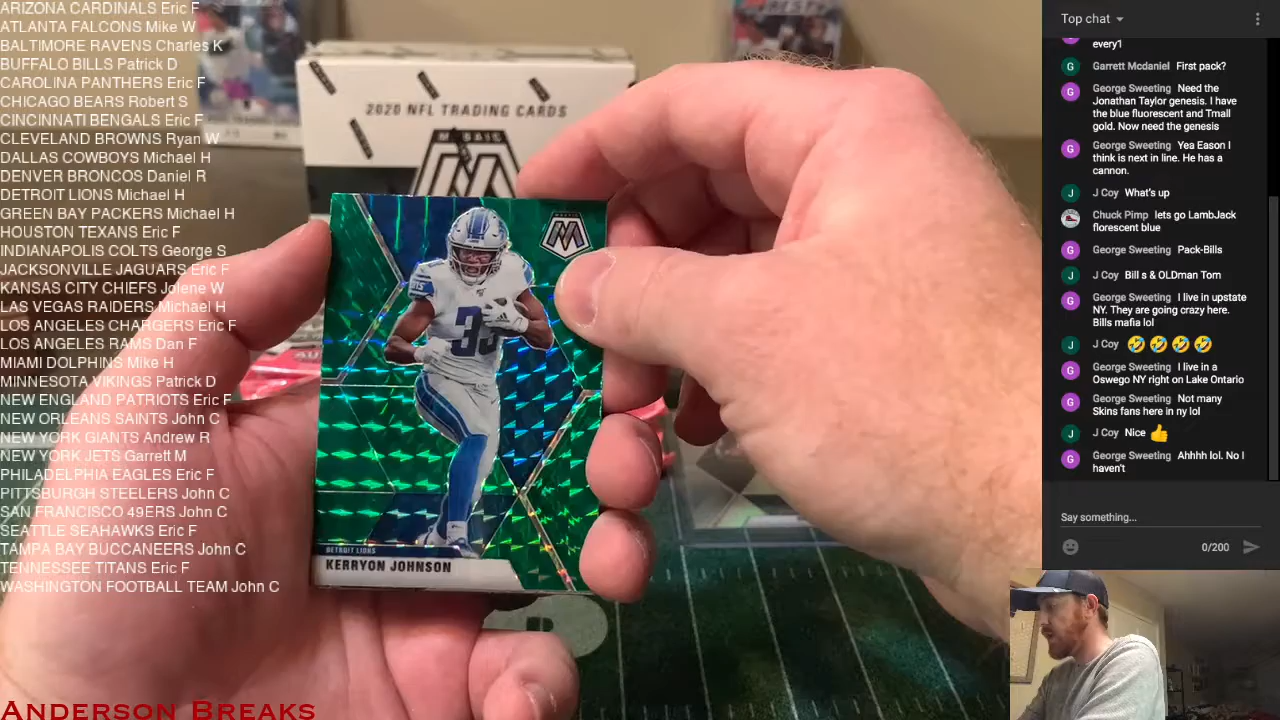 ARIZONA CARDINALS Eric F
ATLANTA FALCONS Mike W
BALTIMORE RAVENS Charles K
BUFFALO BILLS Patrick D
CAROLINA PANTHERS Eric F
CHICAGO BEARS Robert S
CINCINNATI BENGALS Eric F
CLEVELAND BROWNS Ryan W
DALLAS COWBOYS Michael H
DENVER BRONCOS Daniel R
DETROIT LIONS Michael H
GREEN BAY PACKERS Michael H
HOUSTON TEXANS Eric F
INDIANAPOLIS COLTS George S
JACKSONVILLE JAGUARS Eric F
KANSAS CITY CHIEFS Jolene W
LAS VEGAS RAIDERS Michael H
LOS ANGELES CHARGERS Eric F
LOS ANGELES RAMS Dan F
MIAMI DOLPHINS Mike H
MINNESOTA VIKINGS Patrick D
NEW ENGLAND PATRIOTS Eric F
NEW ORLEANS SAINTS John C
NEW YORK GIANTS Andrew R
NEW YORK JETS Garrett M
PHILADELPHIA EAGLES Eric F
PITTSBURGH STEELERS John C
SAN FRANCISCO 49ERS John C
SEATTLE SEAHAWKS Eric F
TAMPA BAY BUCCANEERS John C
TENNESSEE TITANS Eric F
WASHINGTON FOOTBALL TEAM John C
ANDERSON BREAKS
2020 NFL TRADING CARDS
MOSAIC
33
DETROIT LIONS
KERRYON JOHNSON
Top chat
every1
G Garrett Mcdaniel First pack?
G George Sweeting Need the
Jonathan Taylor genesis. I have
the blue fluorescent and Tmall
gold. Now need the genesis
G George Sweeting Yea Eason I
think is next in line. He has a
cannon.
J J Coy What's up
Chuck Pimp lets go LambJack
florescent blue
G George Sweeting Pack-Bills
J J Coy Bill s & OLDman Tom
G George Sweeting I live in upstate
NY. They are going crazy here.
Bills mafia lol
J J Coy 🤣🤣🤣🤣
G George Sweeting I live in a
Oswego NY right on Lake Ontario
G George Sweeting Not many
Skins fans here in ny lol
J J Coy Nice 👍
G George Sweeting Ahhhh lol. No I
haven't
Say something...
0/200